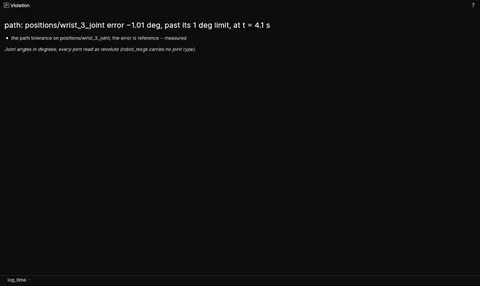 Violation
?
path: positions/wrist_3_joint error −1.01 deg, past its 1 deg limit, at t = 4.1 s
• the path tolerance on positions/wrist_3_joint; the error is reference − measured
Joint angles in degrees, every joint read as revolute (robot_msgs carries no joint type).
log_time -